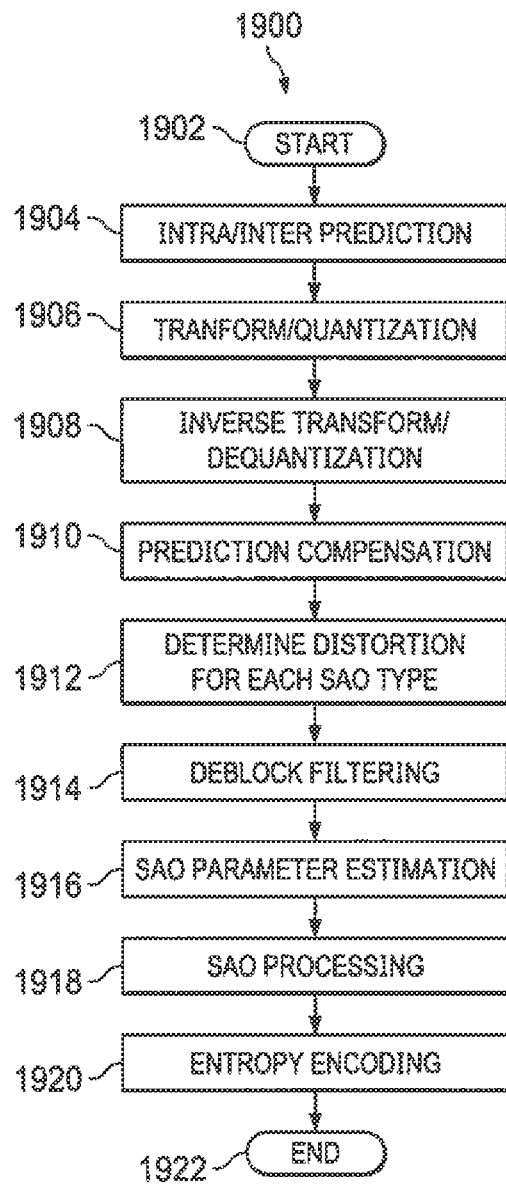 1900
1902
START
1904
INTRA/INTER PREDICTION
1906
TRANFORM/QUANTIZATION
1908
INVERSE TRANSFORM/
DEQUANTIZATION
1910
PREDICTION COMPENSATION
1912
DETERMINE DISTORTION
FOR EACH SAO TYPE
1914
DEBLOCK FILTERING
1916
SAO PARAMETER ESTIMATION
1918
SAO PROCESSING
1920
ENTROPY ENCODING
1922
END